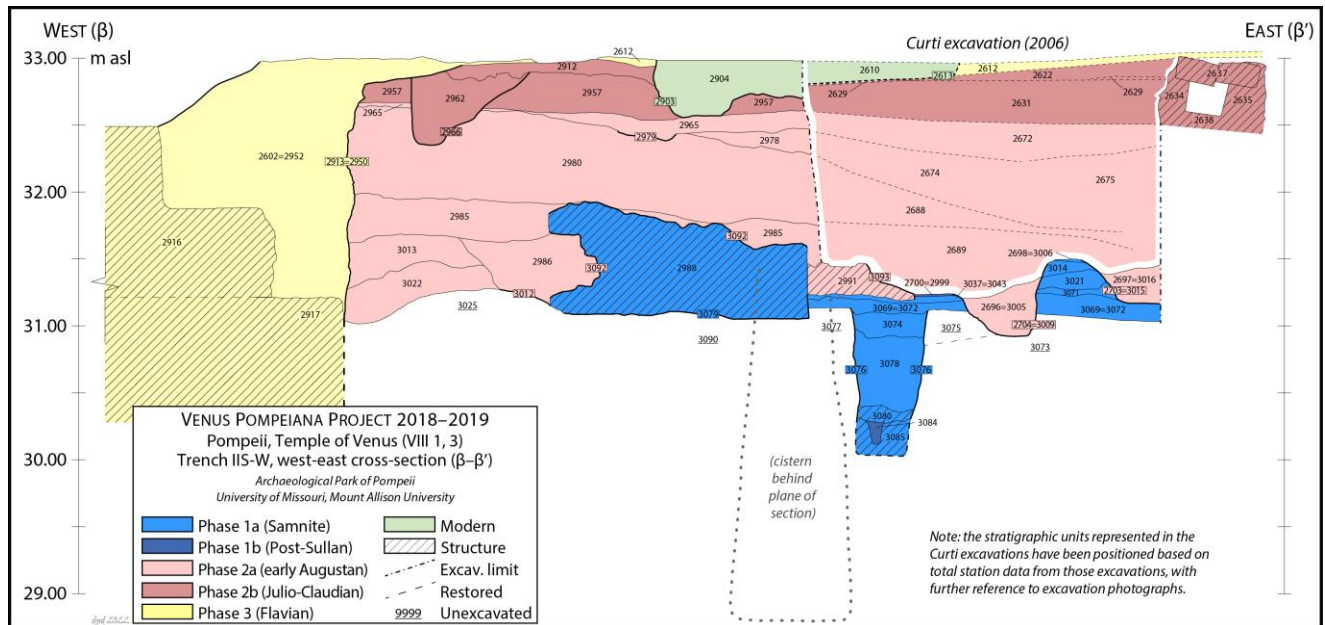 WEST (β)
EAST (β')
Curti excavation (2006)
33.00
m asl
32.00
31.00
30.00
29.00
2612
2912
2904
2610
2613
2612
2622
2637
2957
2962
2957
2903
2957
2629
2629
2634
2635
2631
2638
2965
2966
2965
2979
2978
2672
2602=2952
2913=2950
2980
2674
2675
2688
2985
3092
2985
2689
2916
3013
2986
3092
2988
2991
3093
2698=3006
3014
2700=2999
3037=3043
3021
2697=3016
3022
3012
3071
2703=3015
3025
2696=3005
3069=3072
3069=3072
2917
3079
3077
3074
3075
2704=3009
3090
3073
3078
3076
3076
3080
3084
3085
(cistern
behind
plane of
section)
VENUS POMPEIANA PROJECT 2018–2019
Pompeii, Temple of Venus (VIII 1, 3)
Trench IIS-W, west-east cross-section (β–β')
Archaeological Park of Pompeii
University of Missouri, Mount Allison University
Phase 1a (Samnite)
Phase 1b (Post-Sullan)
Phase 2a (early Augustan)
Phase 2b (Julio-Claudian)
Phase 3 (Flavian)
Modern
Structure
Excav. limit
Restored
9999 Unexcavated
Note: the stratigraphic units represented in the
Curti excavations have been positioned based on
total station data from those excavations, with
further reference to excavation photographs.